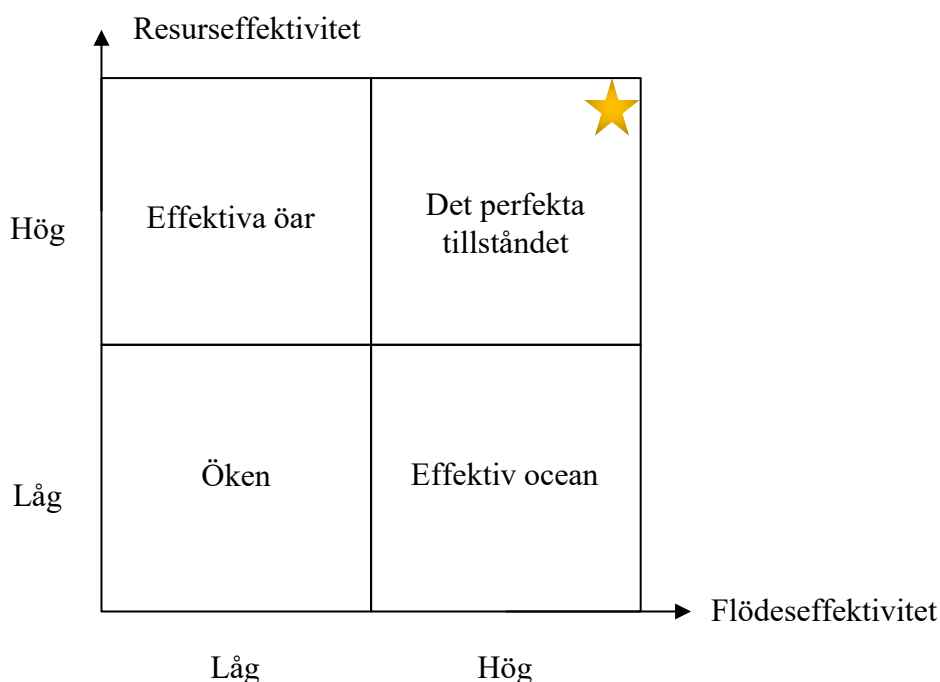 Resurseffektivitet
Hög
Effektiva öar
Det perfekta
tillståndet
Låg
Öken
Effektiv ocean
Flödeseffektivitet
Låg
Hög